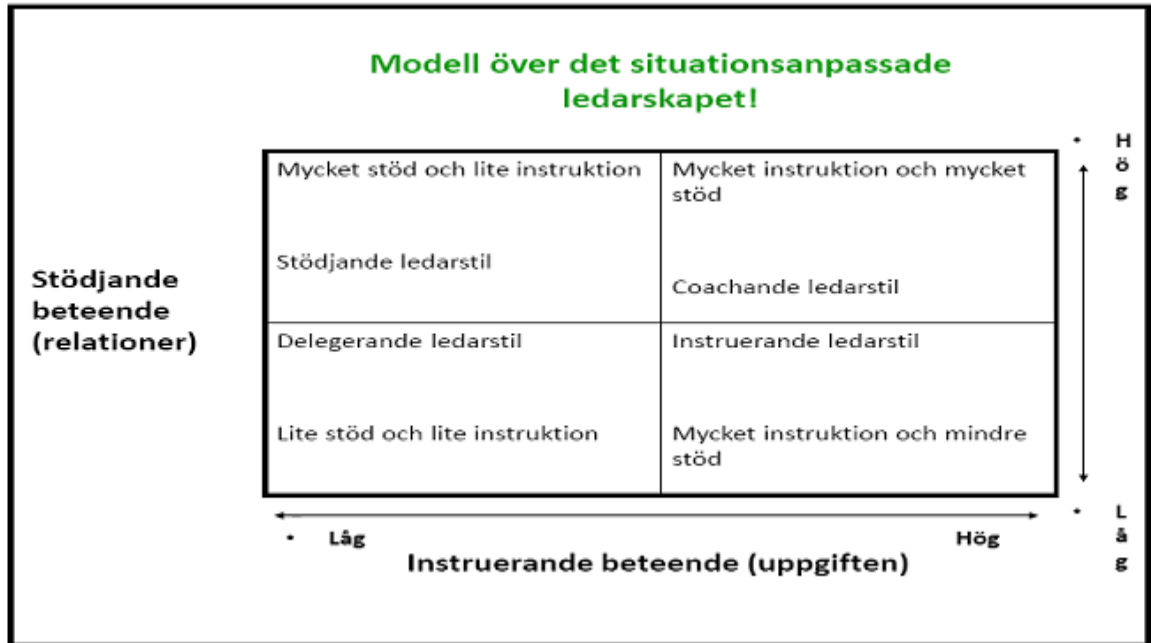 Modell över det situationsanpassade
ledarskapet!
Mycket stöd och lite instruktion
Stödjande ledarstil
Mycket instruktion och mycket
stöd
Coachande ledarstil
Stödjande
beteende
(relationer)
Delegerande ledarstil
Lite stöd och lite instruktion
Instruerande ledarstil
Mycket instruktion och mindre
stöd
• Hög
• Låg
• Låg
Hög
Instruerande beteende (uppgiften)